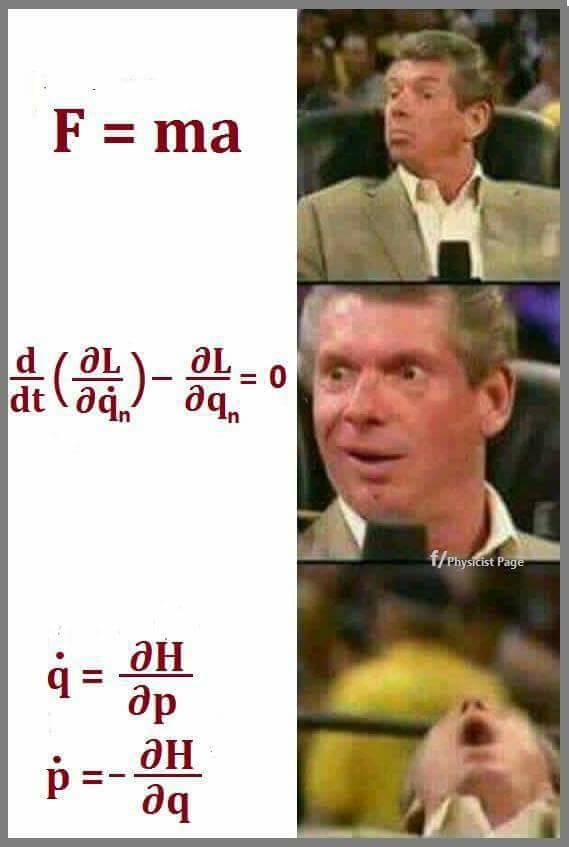 F = ma
d/dt (∂L/∂q̇ₙ) − ∂L/∂qₙ = 0
f/Physicist Page
q̇ = ∂H/∂p
ṗ = - ∂H/∂q